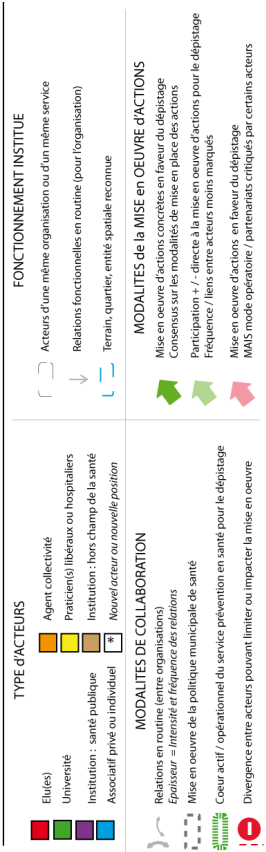 TYPE d'ACTEURS
Elu(es)
Université
Institution : santé publique
Associatif privé ou individuel
Agent collectivité
Praticien(s) libéraux ou hospitaliers
Institution : hors champ de la santé
* Nouvel acteur ou nouvelle position
FONCTIONNEMENT INSTITUE
Acteurs d'une même organisation ou d'un même service
Relations fonctionnelles en routine (pour l'organisation)
Terrain, quartier, entité spatiale reconnue
MODALITES DE COLLABORATION
Relations en routine (entre organisations)
Epaisseur = Intensité et fréquence des relations
Mise en oeuvre de la politique municipale de santé
Coeur actif / opérationnel du service prévention en santé pour le dépistage
Divergence entre acteurs pouvant limiter ou impacter la mise en oeuvre
MODALITES de la MISE en OEUVRE d'ACTIONS
Mise en oeuvre d'actions concrètes en faveur du dépistage
Consensus sur les modalités de mise en place des actions
Participation + / - directe à la mise en oeuvre d'actions pour le dépistage
Fréquence / liens entre acteurs moins marqués
Mise en oeuvre d'actions en faveur du dépistage
MAIS mode opératoire / partenariats critiqués par certains acteurs